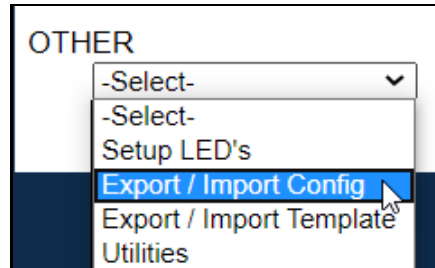 OTHER
-Select-
-Select-
Setup LED's
Export / Import Config
Export / Import Template
Utilities